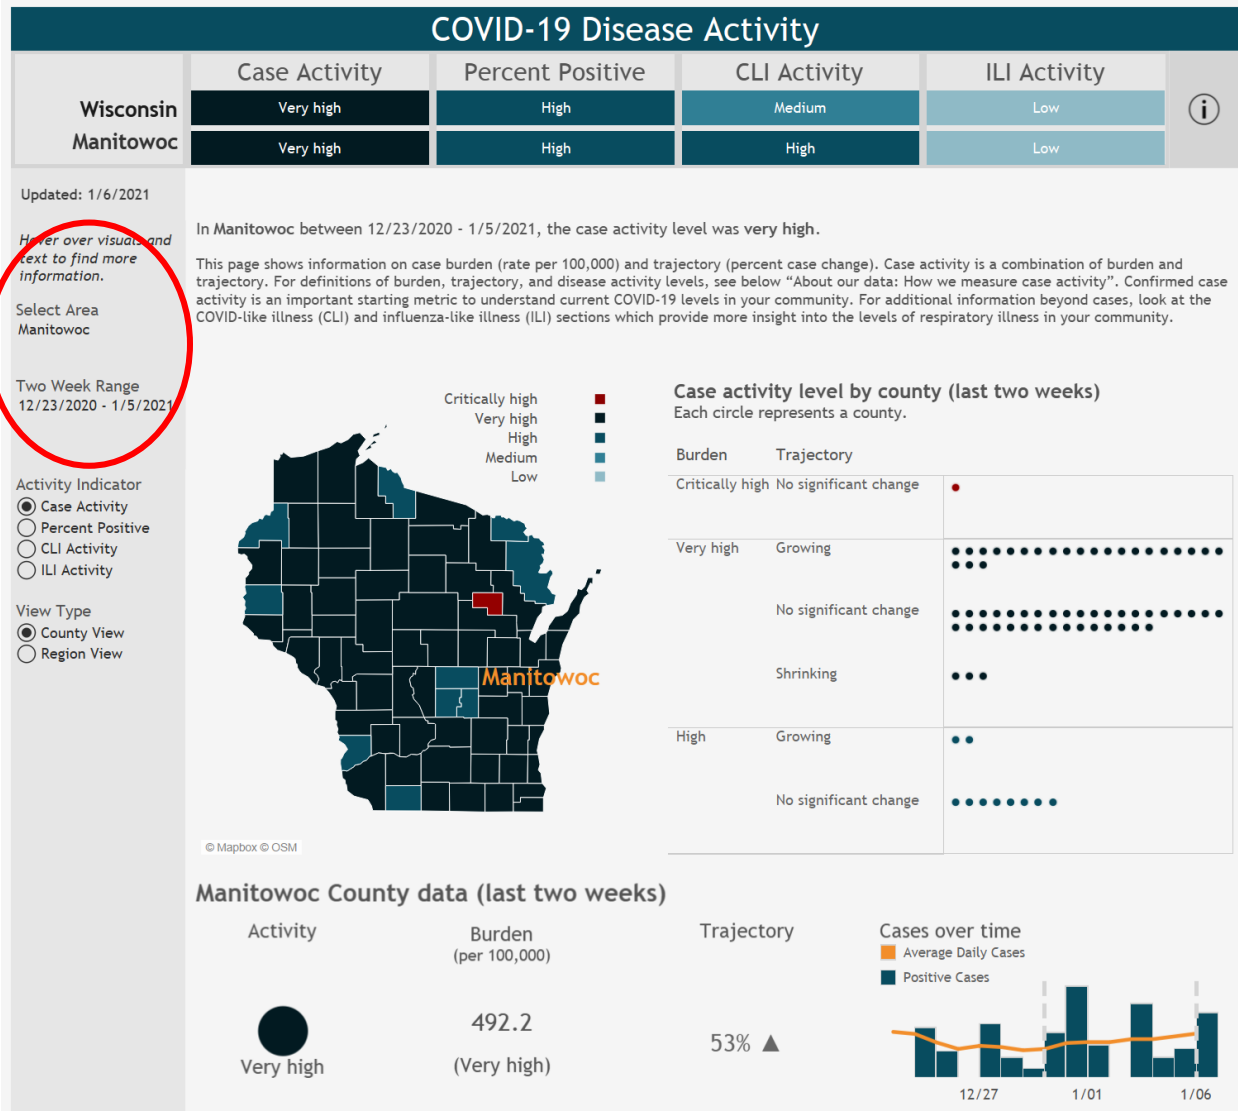 COVID-19 Disease Activity
Case Activity Percent Positive CLI Activity ILI Activity
Wisconsin Very high High Medium Low
Manitowoc Very high High High Low
i
Updated: 1/6/2021
Hover over visuals and
text to find more
information.
Select Area
Manitowoc
Two Week Range
12/23/2020 - 1/5/2021
Activity Indicator
Case Activity
Percent Positive
CLI Activity
ILI Activity
View Type
County View
Region View
In Manitowoc between 12/23/2020 - 1/5/2021, the case activity level was very high.
This page shows information on case burden (rate per 100,000) and trajectory (percent case change). Case activity is a combination of burden and
trajectory. For definitions of burden, trajectory, and disease activity levels, see below "About our data: How we measure case activity". Confirmed case
activity is an important starting metric to understand current COVID-19 levels in your community. For additional information beyond cases, look at the
COVID-like illness (CLI) and influenza-like illness (ILI) sections which provide more insight into the levels of respiratory illness in your community.
Critically high
Very high
High
Medium
Low
Manitowoc
© Mapbox © OSM
Case activity level by county (last two weeks)
Each circle represents a county.
Burden Trajectory
Critically high No significant change
Very high Growing
No significant change
Shrinking
High Growing
No significant change
Manitowoc County data (last two weeks)
Activity
Very high
Burden
(per 100,000)
492.2
(Very high)
Trajectory
53% ▲
Cases over time
Average Daily Cases
Positive Cases
12/27 1/01 1/06